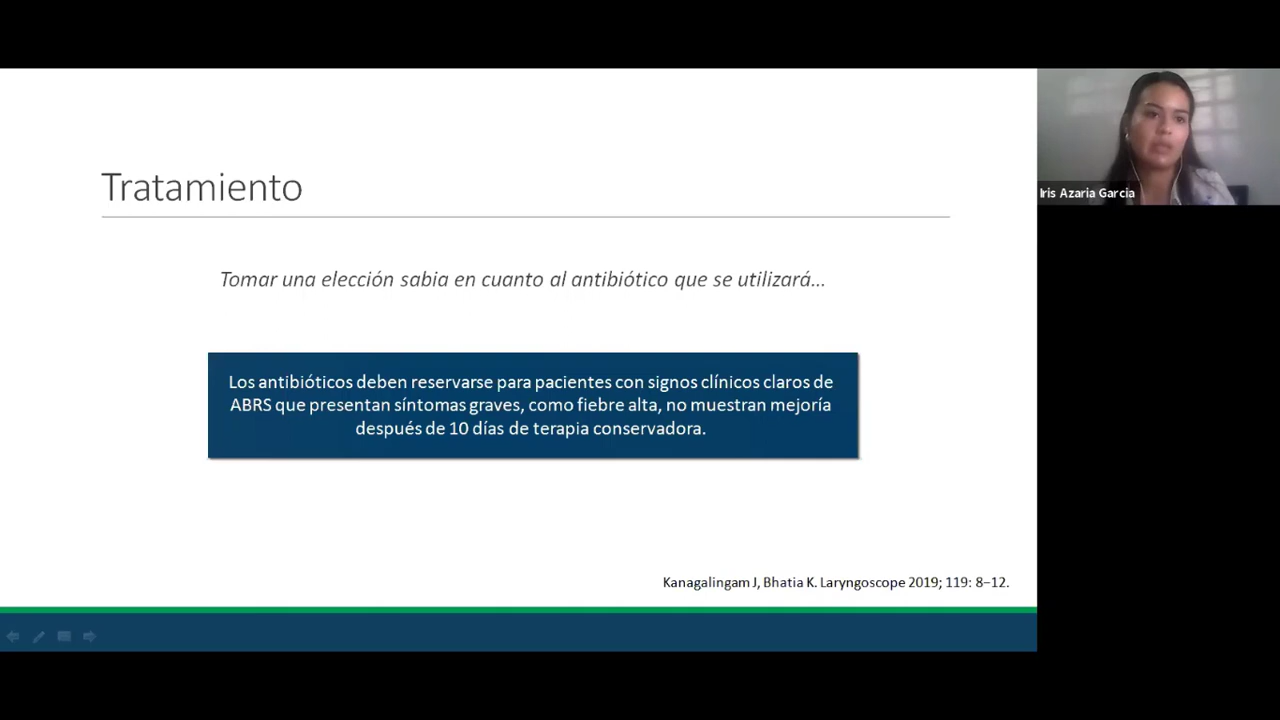 Tratamiento
Tomar una elección sabia en cuanto al antibiótico que se utilizará...
Los antibióticos deben reservarse para pacientes con signos clínicos claros de
ABRS que presentan síntomas graves, como fiebre alta, no muestran mejoría
después de 10 días de terapia conservadora.
Kanagalingam J, Bhatia K. Laryngoscope 2019; 119: 8–12.
Iris Azaria Garcia